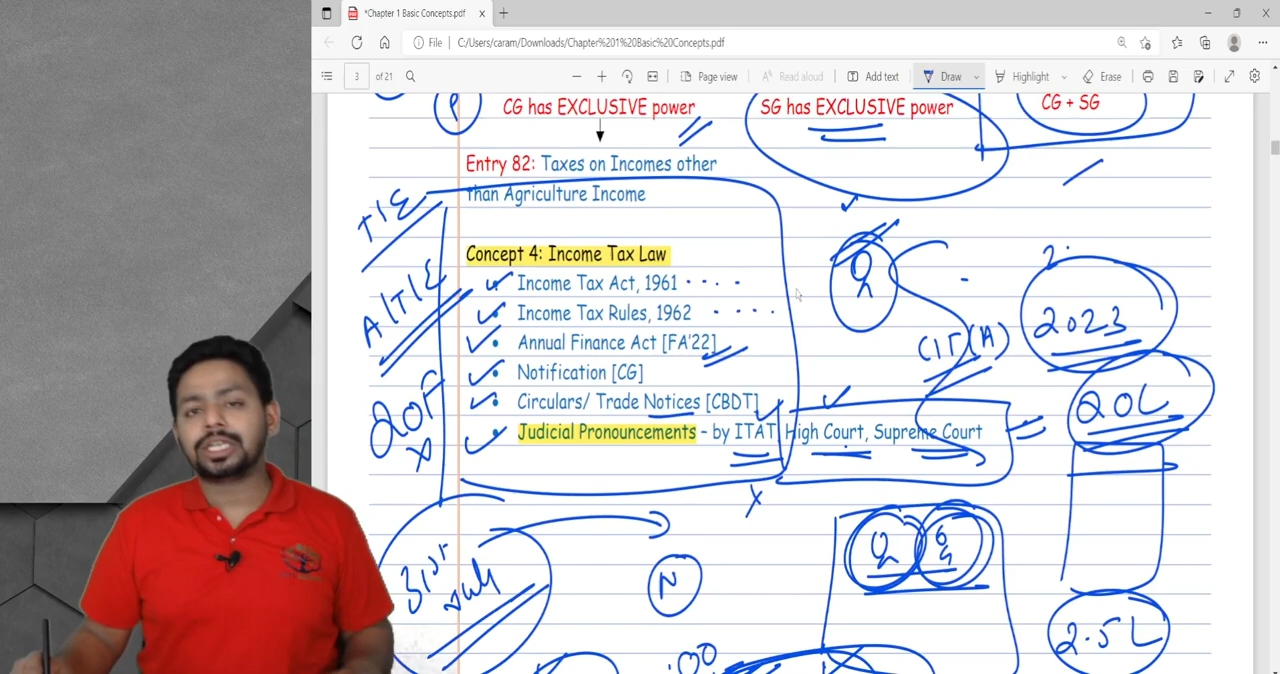 *Chapter 1 Basic Concepts.pdf
File C:/Users/caram/Downloads/Chapter%201%20Basic%20Concepts.pdf
3 of 21 Page view Read aloud Add text Draw Highlight Erase
P CG has EXCLUSIVE power SG has EXCLUSIVE power CG + SG
Entry 82: Taxes on Incomes other
than Agriculture Income
Concept 4: Income Tax Law
• Income Tax Act, 1961
• Income Tax Rules, 1962
• Annual Finance Act [FA'22]
• Notification [CG]
• Circulars/ Trade Notices [CBDT]
• Judicial Pronouncements – by ITAT, High Court, Supreme Court
2023
CIT(A)
20L
31st
N
2.5L